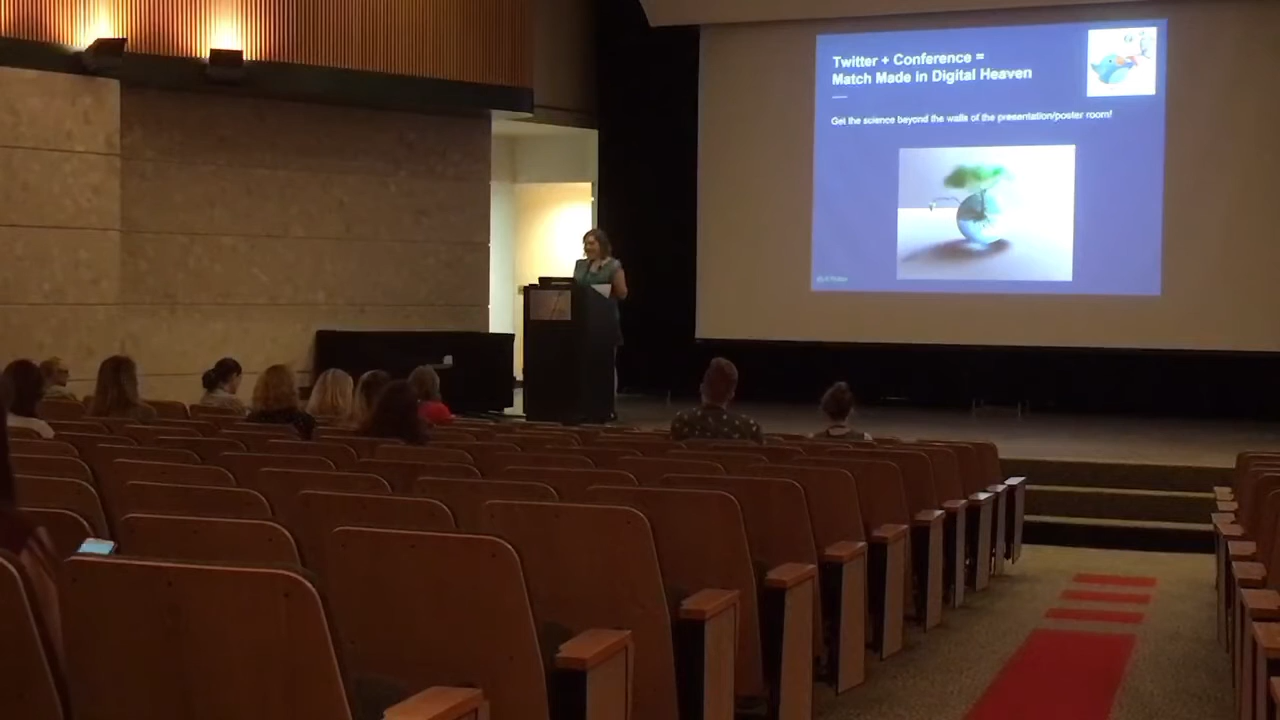 Twitter + Conference =
Match Made in Digital Heaven
Get the science beyond the walls of the presentation/poster room!